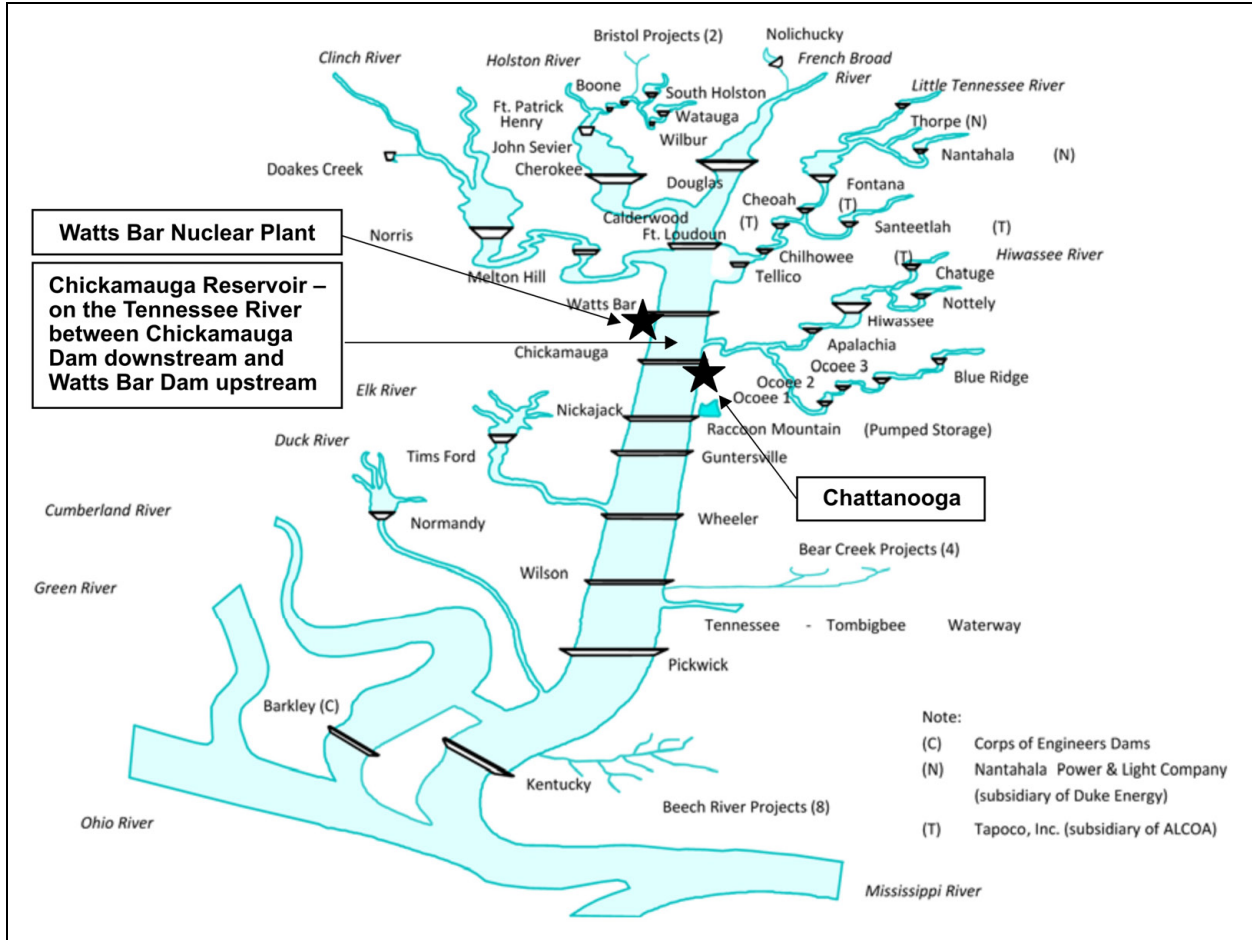 Bristol Projects (2)
Nolichucky
Clinch River
Holston River
French Broad
River
Boone
South Holston
Little Tennessee River
Ft. Patrick
Henry
Watauga
Thorpe (N)
Wilbur
John Sevier
Nantahala (N)
Doakes Creek
Cherokee
Douglas
Fontana
(T)
Cheoah
(T)
Calderwood
Santeetlah (T)
Watts Bar Nuclear Plant
Norris
Ft. Loudoun
Chilhowee
(T)
Hiwassee River
Melton Hill
Tellico
Chatuge
Chickamauga Reservoir –
on the Tennessee River
between Chickamauga
Dam downstream and
Watts Bar Dam upstream
Watts Bar
Nottely
Hiwassee
Apalachia
Chickamauga
Ocoee 3
Blue Ridge
Ocoee 2
Ocoee 1
Elk River
Nickajack
Raccoon Mountain (Pumped Storage)
Duck River
Tims Ford
Guntersville
Chattanooga
Cumberland River
Normandy
Wheeler
Bear Creek Projects (4)
Wilson
Green River
Tennessee - Tombigbee Waterway
Pickwick
Barkley (C)
Kentucky
Beech River Projects (8)
Ohio River
Mississippi River
Note:
(C) Corps of Engineers Dams
(N) Nantahala Power & Light Company
(subsidiary of Duke Energy)
(T) Tapoco, Inc. (subsidiary of ALCOA)